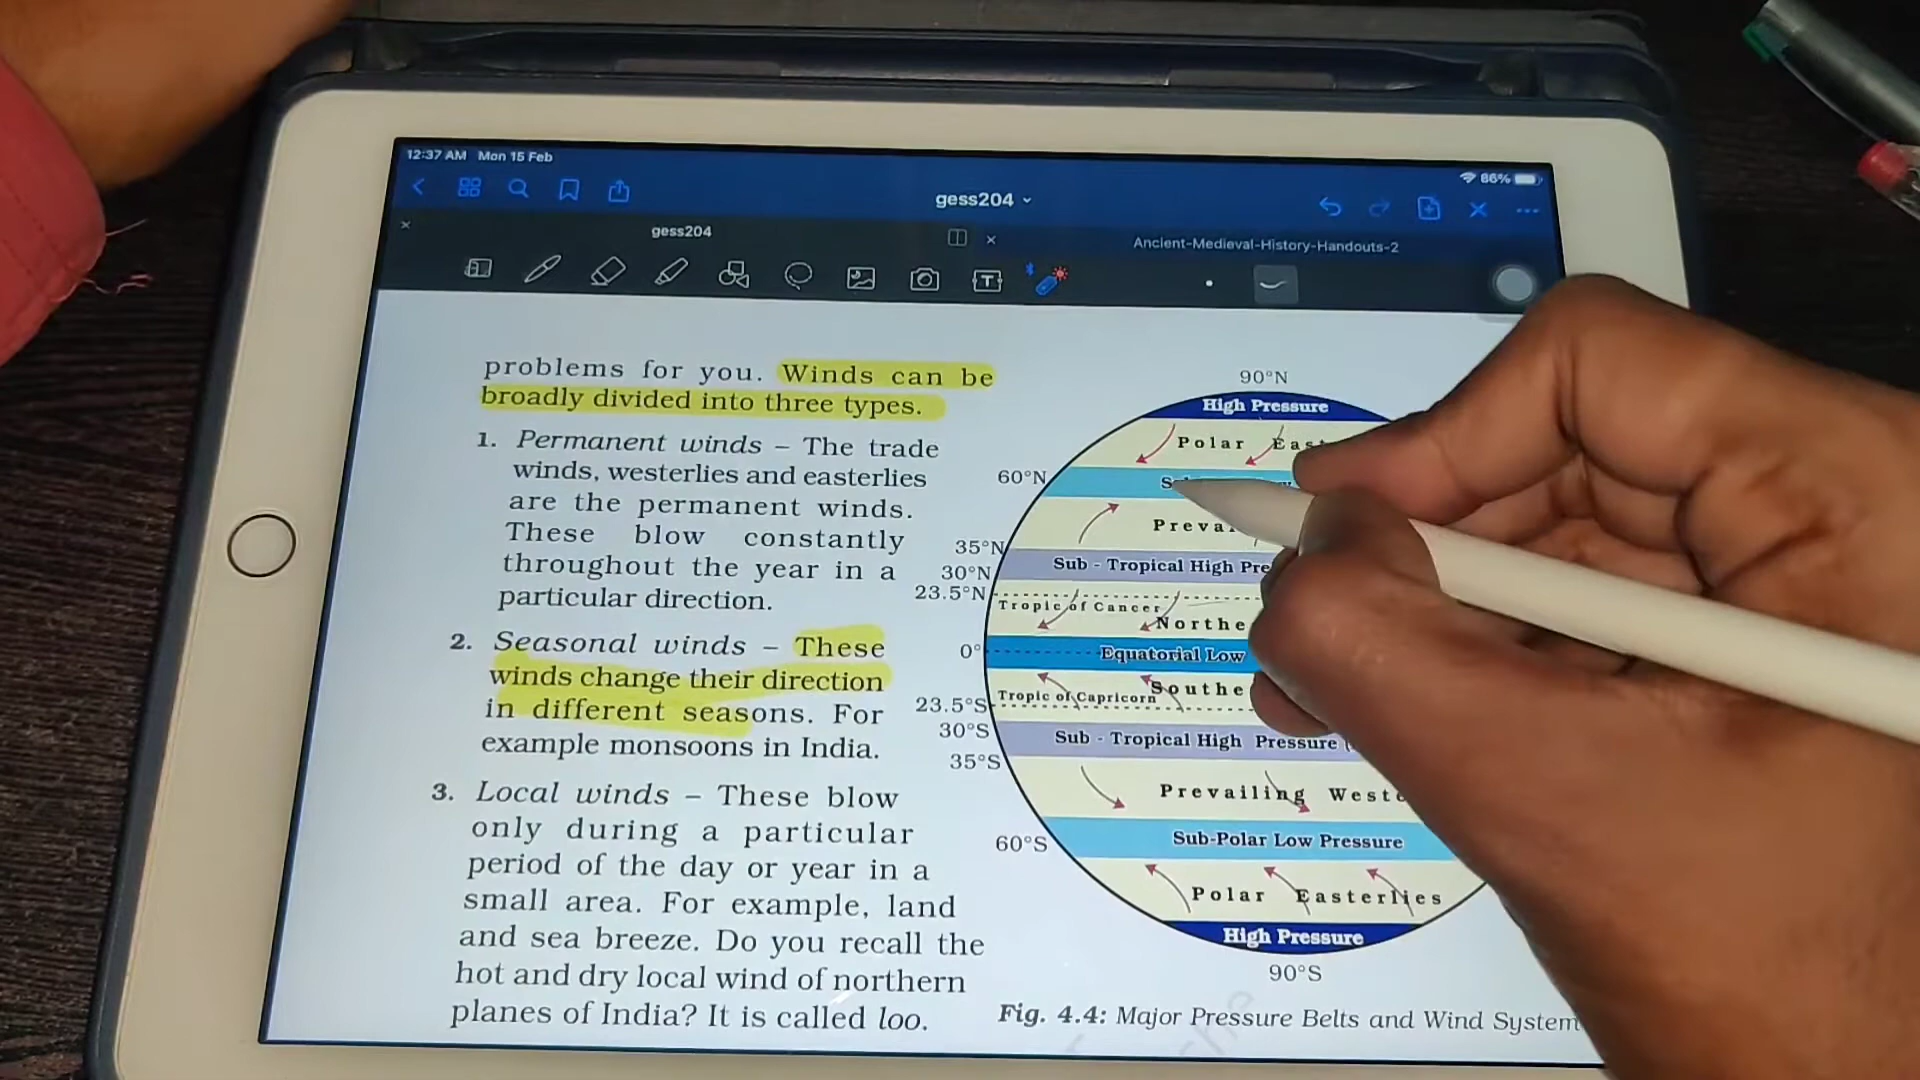 12:37 AM Mon 15 Feb
86%
gess204
gess204
Ancient-Medieval-History-Handouts-2
problems for you. Winds can be
broadly divided into three types.
1. Permanent winds – The trade
winds, westerlies and easterlies
are the permanent winds.
These blow constantly
throughout the year in a
particular direction.
2. Seasonal winds – These
winds change their direction
in different seasons. For
example monsoons in India.
3. Local winds – These blow
only during a particular
period of the day or year in a
small area. For example, land
and sea breeze. Do you recall the
hot and dry local wind of northern
planes of India? It is called loo.
90°N
High Pressure
Polar
60°N
35°N
Sub - Tropical High
30°N
23.5°N
Tropic of Cancer
0°
Equatorial Low
Tropic of Capricorn
23.5°S
30°S
Sub - Tropical High Pressure
35°S
Prevailing
60°S
Sub-Polar Low Pressure
Polar Easterlies
High Pressure
90°S
Fig. 4.4: Major Pressure Belts and Wind System